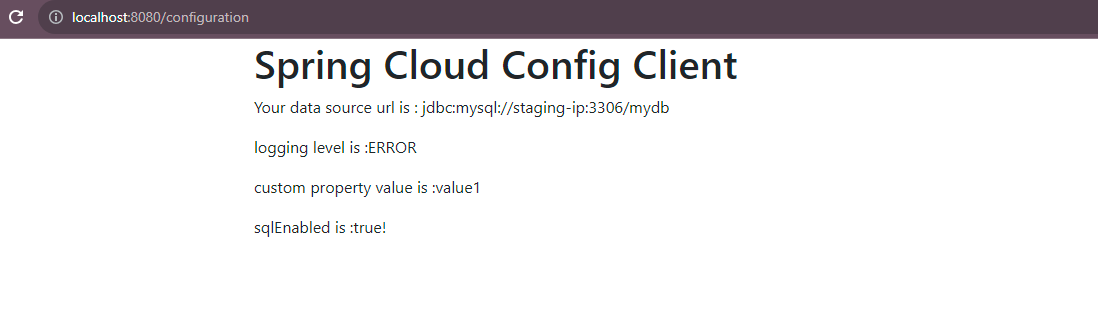 localhost:8080/configuration
Spring Cloud Config Client
Your data source url is : jdbc:mysql://staging-ip:3306/mydb
logging level is :ERROR
custom property value is :value1
sqlEnabled is :true!